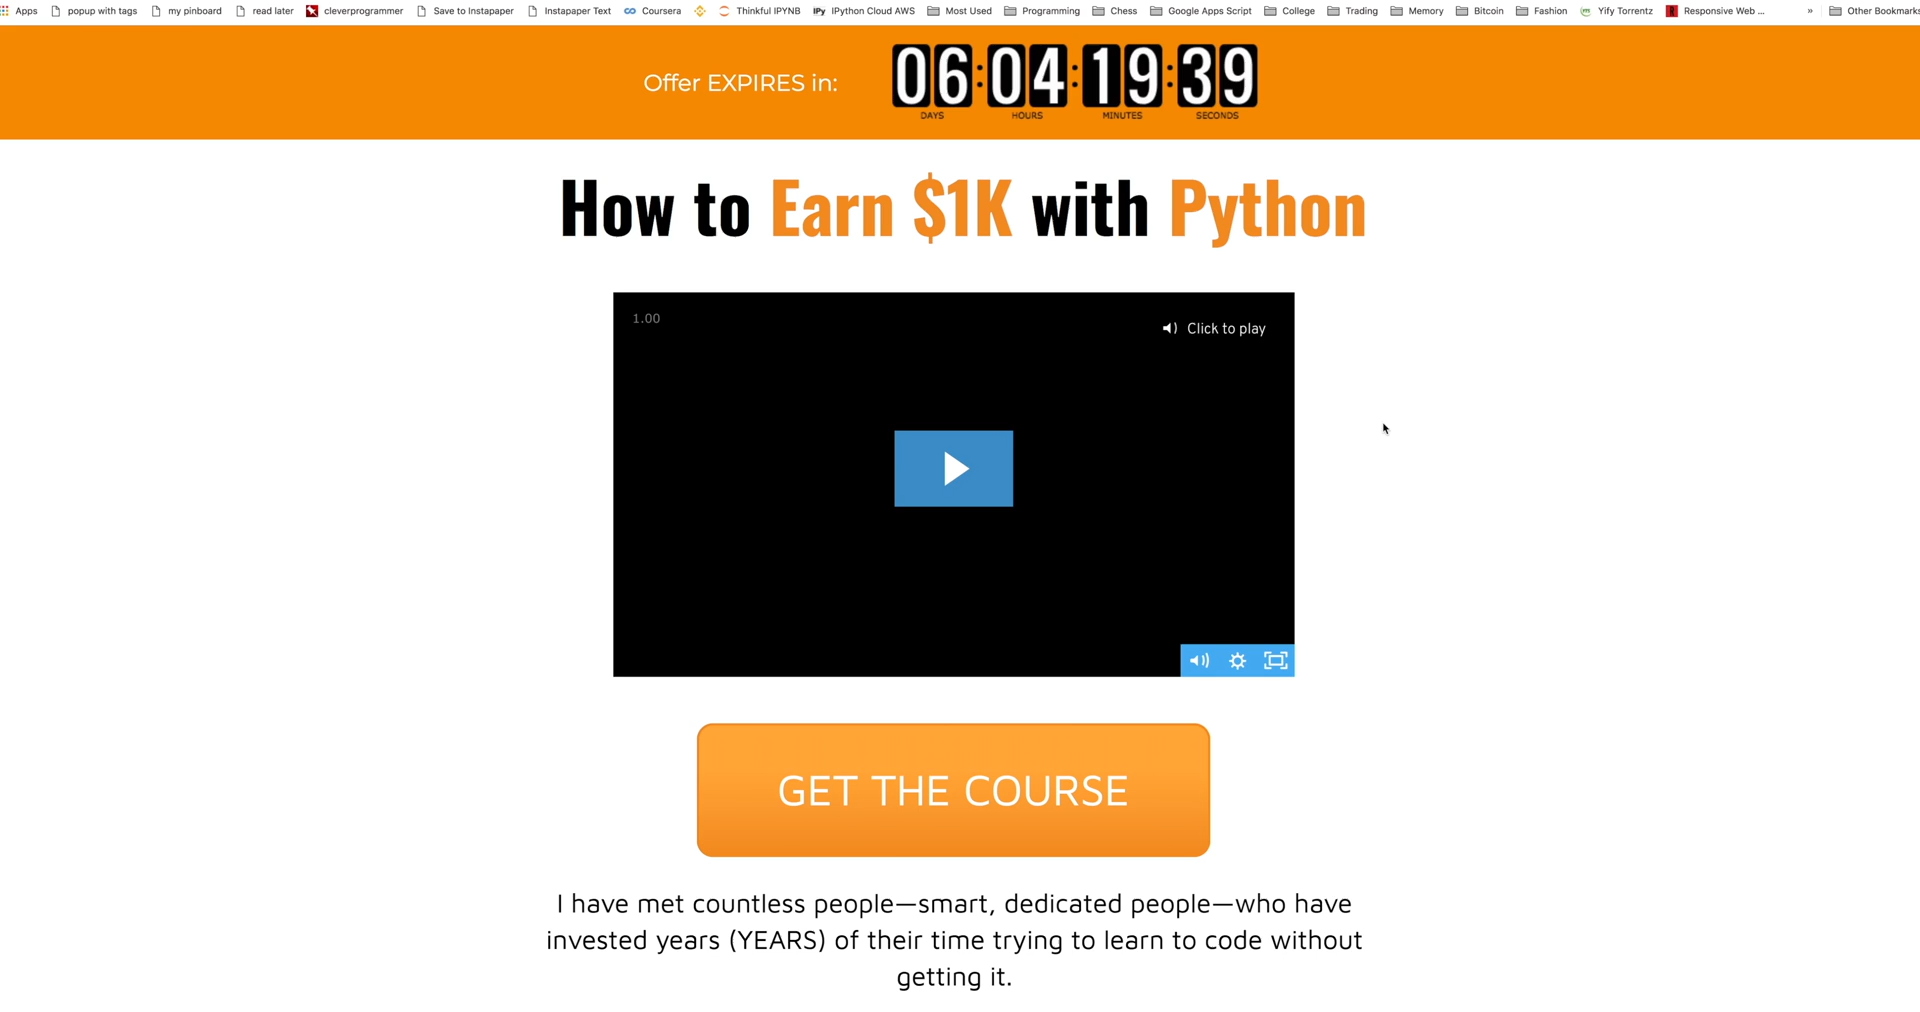 Apps popup with tags my pinboard read later cleverprogrammer Save to Instapaper Instapaper Text Coursera Thinkful IPYNB IPy IPython Cloud AWS Most Used Programming Chess Google Apps Script College Trading Memory Bitcoin Fashion Yify Torrentz Responsive Web ... » Other Bookmarks
Offer EXPIRES in: 06:04:19:39
DAYS HOURS MINUTES SECONDS
How to Earn $1K with Python
1.00
Click to play
GET THE COURSE
I have met countless people—smart, dedicated people—who have
invested years (YEARS) of their time trying to learn to code without
getting it.